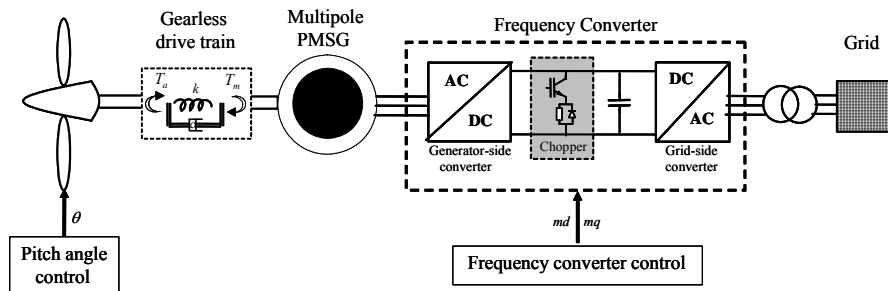 Gearless
drive train
Multipole
PMSG
Frequency Converter
Grid
Ta
k
Tm
c
AC
DC
DC
AC
Chopper
Generator-side
converter
Grid-side
converter
θ
md
mq
Pitch angle
control
Frequency converter control